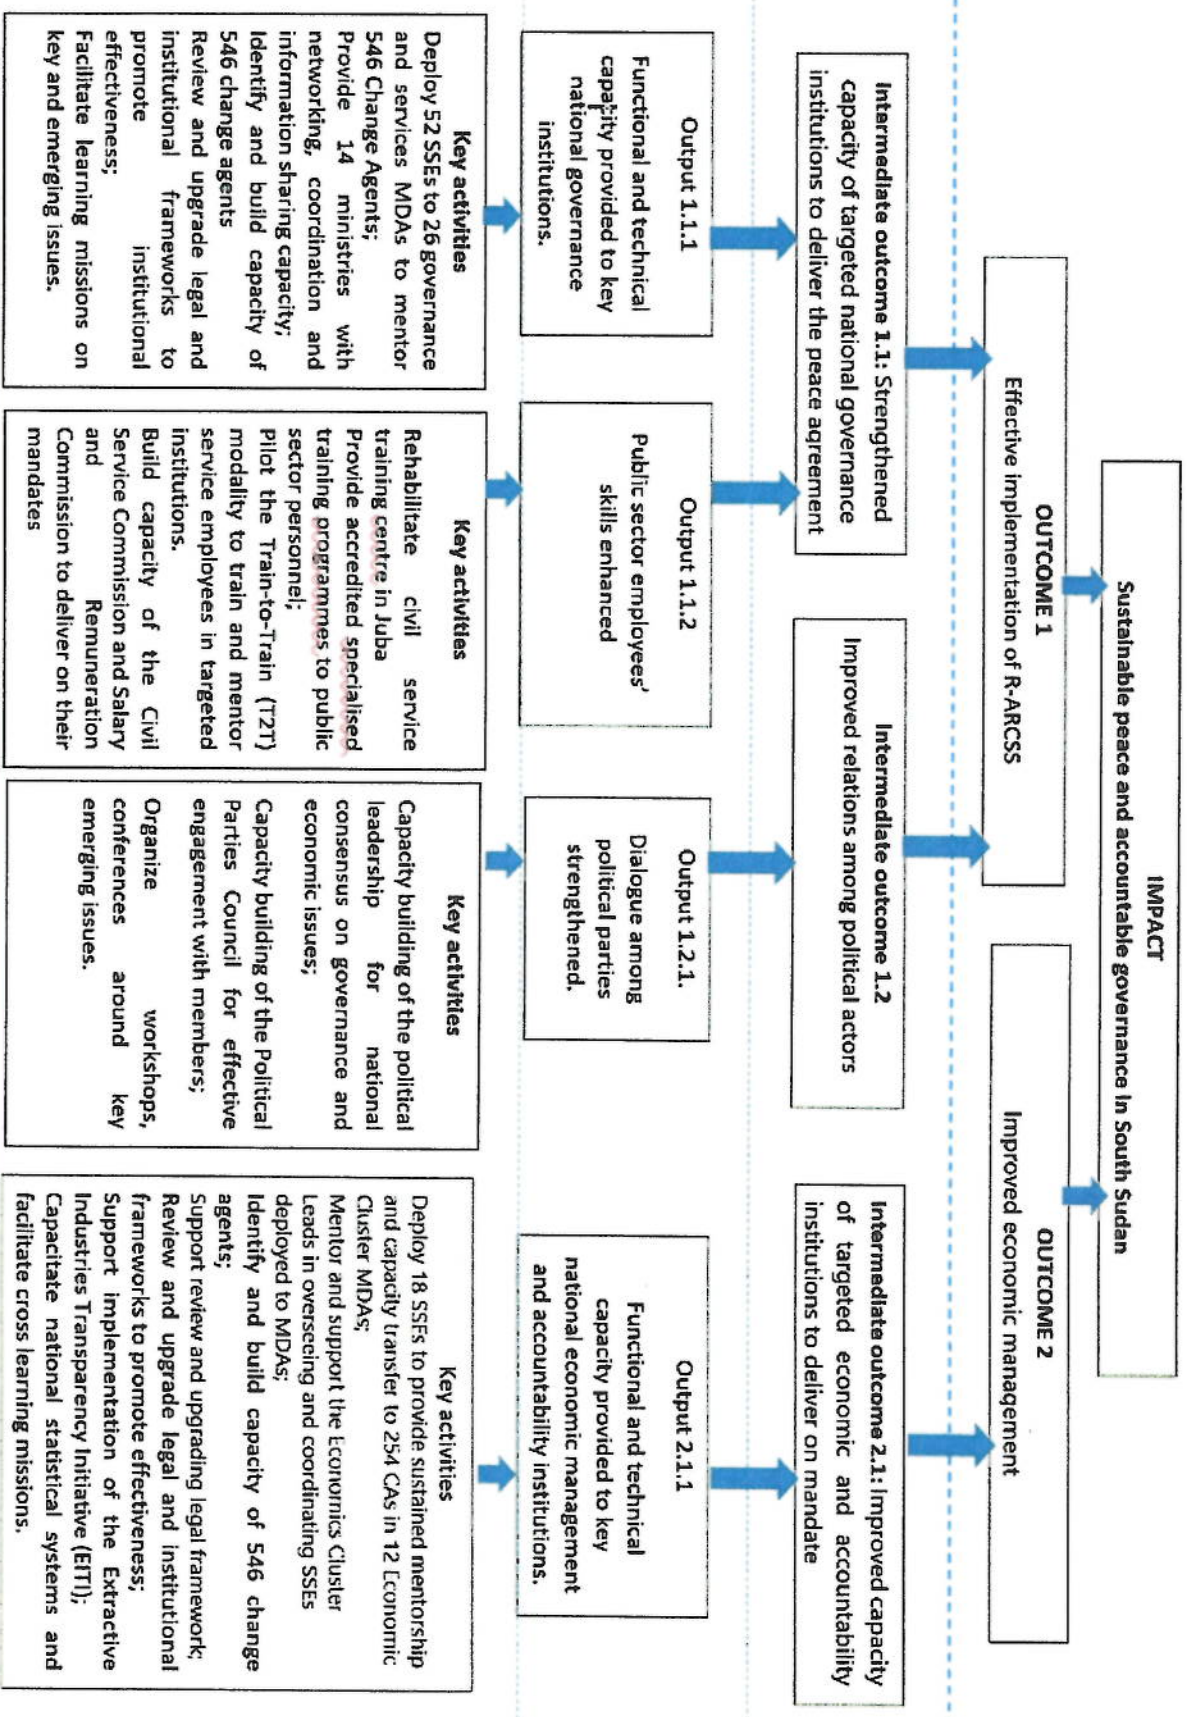 IMPACT
Sustainable peace and accountable governance in South Sudan
OUTCOME 1
Effective implementation of R-ARCSS
OUTCOME 2
Improved economic management
Intermediate outcome 1.1: Strengthened
capacity of targeted national governance
institutions to deliver the peace agreement
Intermediate outcome 1.2
Improved relations among political actors
Intermediate outcome 2.1: Improved capacity
of targeted economic and accountability
institutions to deliver on mandate
Output 1.1.1
Functional and technical
capacity provided to key
national governance
institutions.
Output 1.1.2
Public sector employees'
skills enhanced
Output 1.2.1.
Dialogue among
political parties
strengthened.
Output 2.1.1
Functional and technical
capacity provided to key
national economic management
and accountability institutions.
Key activities
Deploy 52 SSEs to 26 governance
and services MDAs to mentor
546 Change Agents;
Provide 14 ministries with
networking, coordination and
information sharing capacity;
Identify and build capacity of
546 change agents
Review and upgrade legal and
institutional frameworks to
promote institutional
effectiveness;
Facilitate learning missions on
key and emerging issues.
Key activities
Rehabilitate civil service
training centre in Juba
Provide accredited specialised
training programmes to public
sector personnel;
Pilot the Train-to-Train (T2T)
modality to train and mentor
service employees in targeted
institutions.
Build capacity of the Civil
Service Commission and Salary
and Remuneration
Commission to deliver on their
mandates
Key activities
Capacity building of the political
leadership for national
consensus on governance and
economic issues;
Capacity building of the Political
Parties Council for effective
engagement with members;
Organize workshops,
conferences around key
emerging issues.
Key activities
Deploy 18 SSEs to provide sustained mentorship
and capacity transfer to 254 CAs in 12 Economic
Cluster MDAs;
Mentor and support the Economics Cluster
Leads in overseeing and coordinating SSEs
deployed to MDAs;
Identify and build capacity of 546 change
agents;
Support review and upgrading legal framework;
Review and upgrade legal and institutional
frameworks to promote effectiveness;
Support implementation of the Extractive
Industries Transparency Initiative (EITI);
Capacitate national statistical systems and
facilitate cross learning missions.